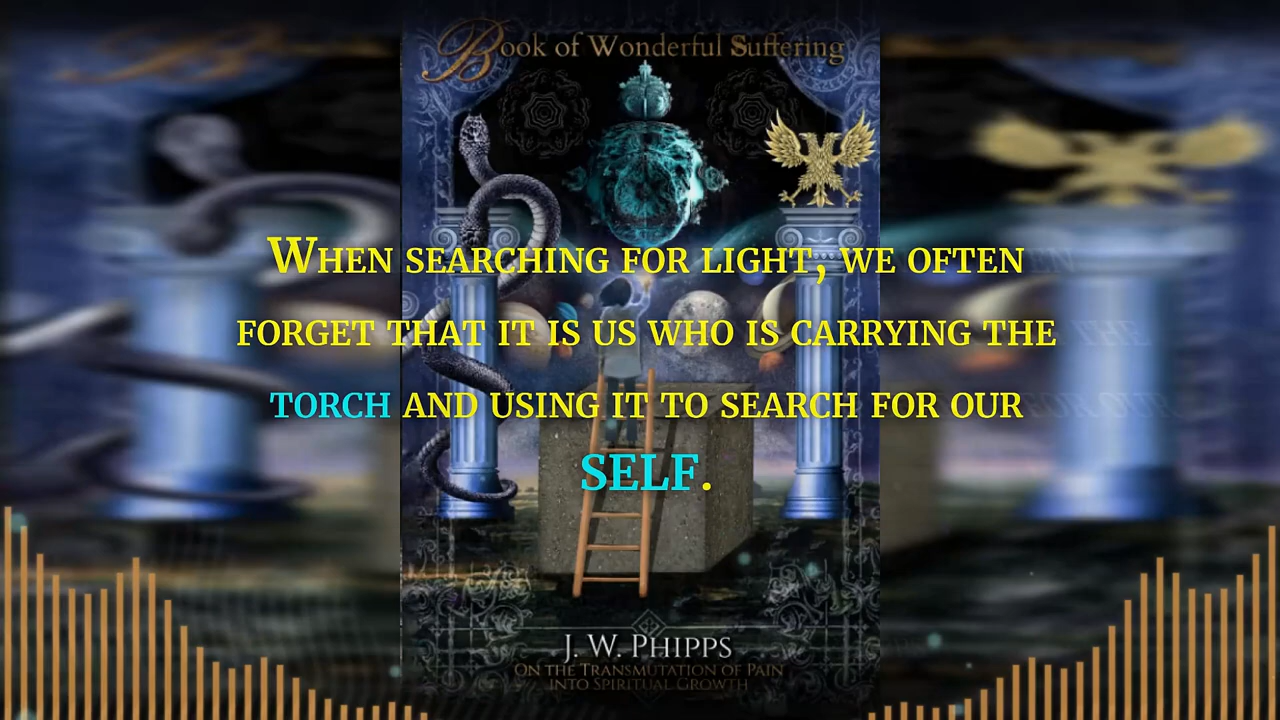 Book of Wonderful Suffering
When searching for light, we often
forget that it is us who is carrying the
torch and using it to search for our
self.
J. W. Phipps
On the Transmutation of Pain
into Spiritual Growth